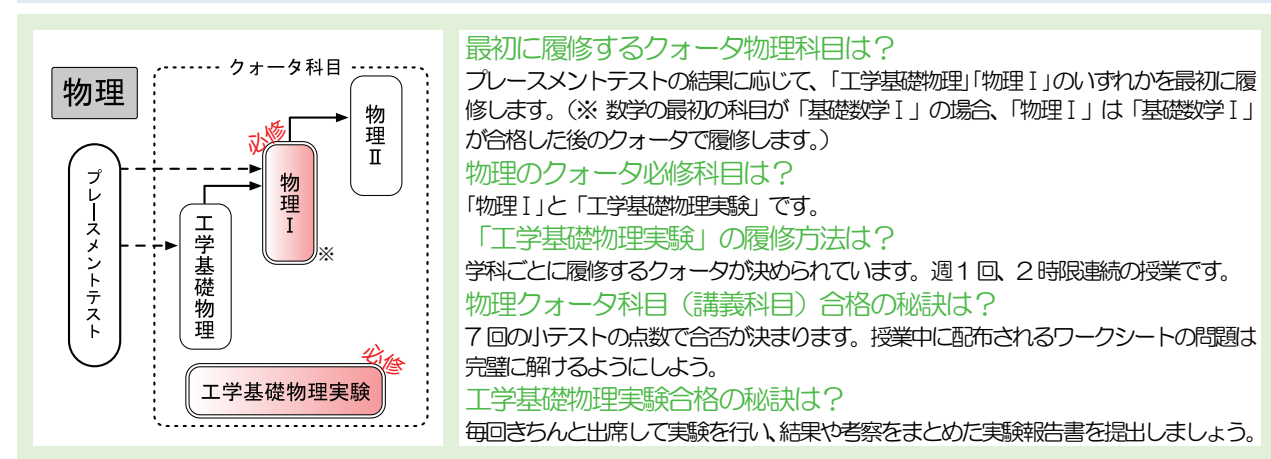 物理
クォータ科目
プレースメントテスト
工学基礎物理
必修
物理Ⅰ
※
物理Ⅱ
必修
工学基礎物理実験
最初に履修するクォータ物理科目は？
プレースメントテストの結果に応じて、「工学基礎物理」「物理Ⅰ」のいずれかを最初に履
修します。（※ 数学の最初の科目が「基礎数学Ⅰ」の場合、「物理Ⅰ」は「基礎数学Ⅰ」
が合格した後のクォータで履修します。）
物理のクォータ必修科目は？
「物理Ⅰ」と「工学基礎物理実験」です。
「工学基礎物理実験」の履修方法は？
学科ごとに履修するクォータが決められています。週１回、２時限連続の授業です。
物理クォータ科目（講義科目）合格の秘訣は？
７回の小テストの点数で合否が決まります。授業中に配布されるワークシートの問題は
完璧に解けるようにしよう。
工学基礎物理実験合格の秘訣は？
毎回きちんと出席して実験を行い、結果や考察をまとめた実験報告書を提出しましょう。